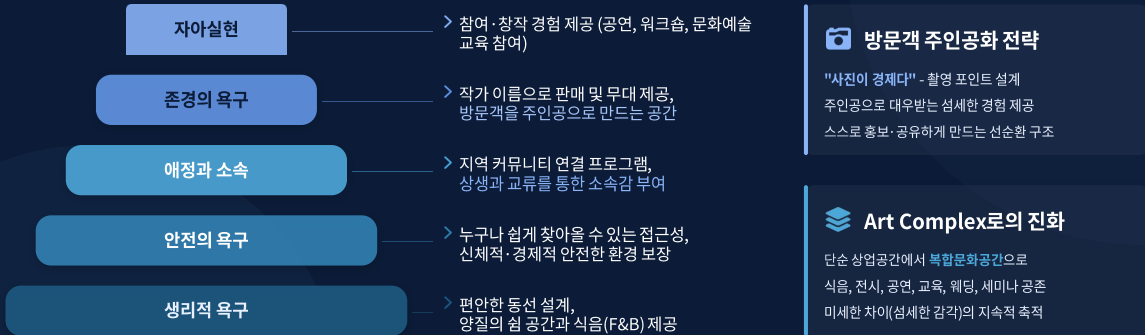 자아실현
참여·창작 경험 제공 (공연, 워크숍, 문화예술
교육 참여)
존경의 욕구
작가 이름으로 판매 및 무대 제공,
방문객을 주인공으로 만드는 공간
애정과 소속
지역 커뮤니티 연결 프로그램,
상생과 교류를 통한 소속감 부여
안전의 욕구
누구나 쉽게 찾아올 수 있는 접근성,
신체적·경제적 안전한 환경 보장
생리적 욕구
편안한 동선 설계,
양질의 쉼 공간과 식음(F&B) 제공
방문객 주인공화 전략
"사진이 경제다" - 촬영 포인트 설계
주인공으로 대우받는 섬세한 경험 제공
스스로 홍보·공유하게 만드는 선순환 구조
Art Complex로의 진화
단순 상업공간에서 복합문화공간으로
식음, 전시, 공연, 교육, 웨딩, 세미나 공존
미세한 차이(섬세한 감각)의 지속적 축적